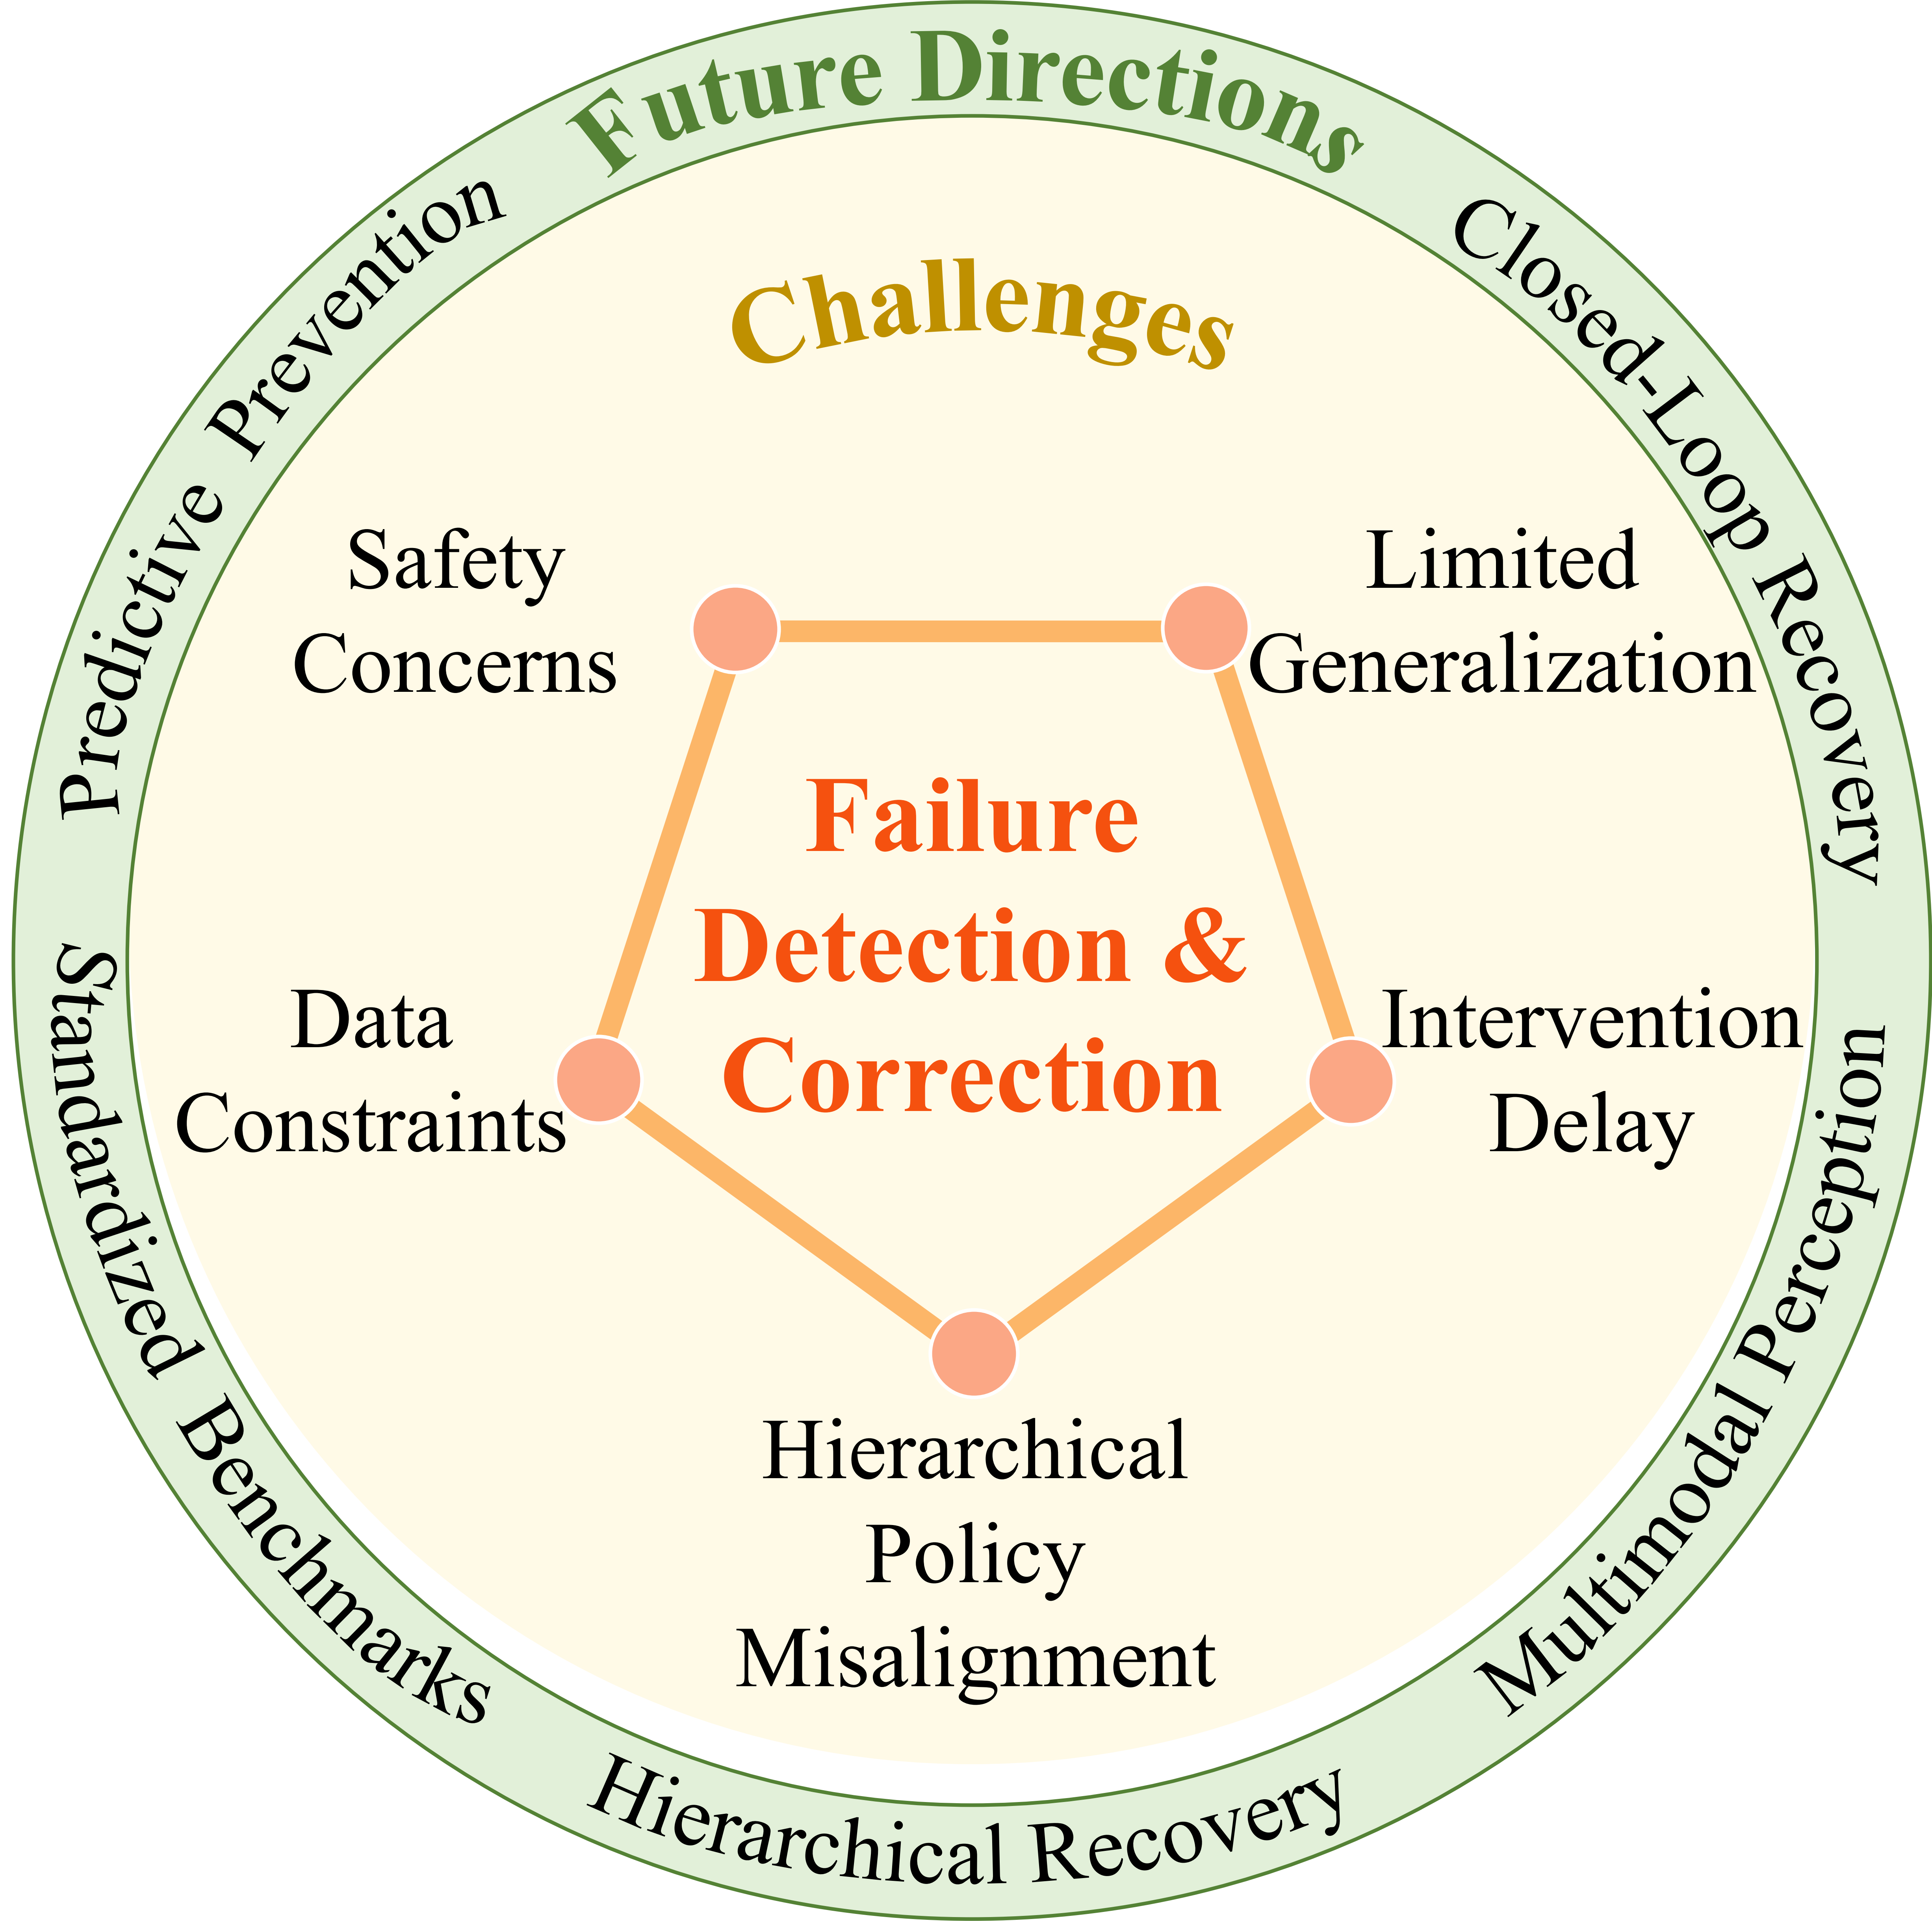 Future Directions
Predictive Prevention
Closed-Loop Recovery
Challenges
Safety
Concerns
Limited
Generalization
Failure
Detection &
Correction
Data
Constraints
Intervention
Delay
Hierarchical
Policy
Misalignment
Standardized Benchmarks
Multimodal Perception
Hierarchical Recovery